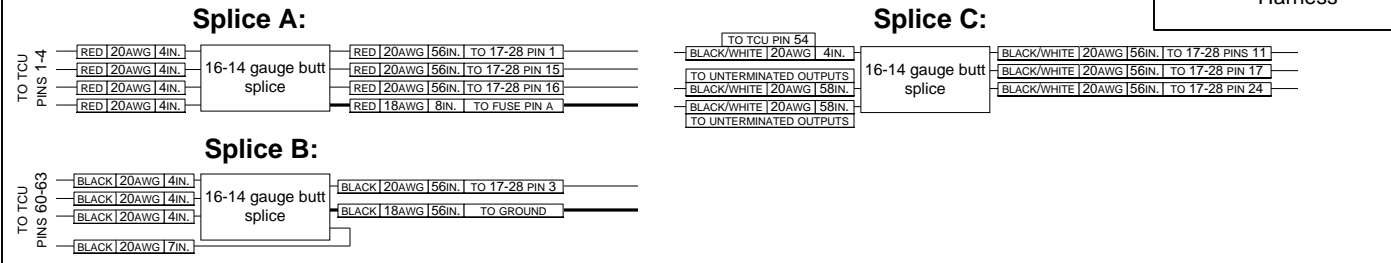 Harness
Splice A:
TO TCU
PINS 1-4
RED 20AWG 4IN.
RED 20AWG 4IN.
RED 20AWG 4IN.
RED 20AWG 4IN.
16-14 gauge butt
splice
RED 20AWG 56IN. TO 17-28 PIN 1
RED 20AWG 56IN. TO 17-28 PIN 15
RED 20AWG 56IN. TO 17-28 PIN 16
RED 18AWG 8IN. TO FUSE PIN A
Splice B:
TO TCU
PINS 60-63
BLACK 20AWG 4IN.
BLACK 20AWG 4IN.
BLACK 20AWG 4IN.
BLACK 20AWG 7IN.
16-14 gauge butt
splice
BLACK 20AWG 56IN. TO 17-28 PIN 3
BLACK 18AWG 56IN. TO GROUND
Splice C:
TO TCU PIN 54
BLACK/WHITE 20AWG 4IN.
TO UNTERMINATED OUTPUTS
BLACK/WHITE 20AWG 58IN.
BLACK/WHITE 20AWG 58IN.
TO UNTERMINATED OUTPUTS
16-14 gauge butt
splice
BLACK/WHITE 20AWG 56IN. TO 17-28 PINS 11
BLACK/WHITE 20AWG 56IN. TO 17-28 PIN 17
BLACK/WHITE 20AWG 56IN. TO 17-28 PIN 24